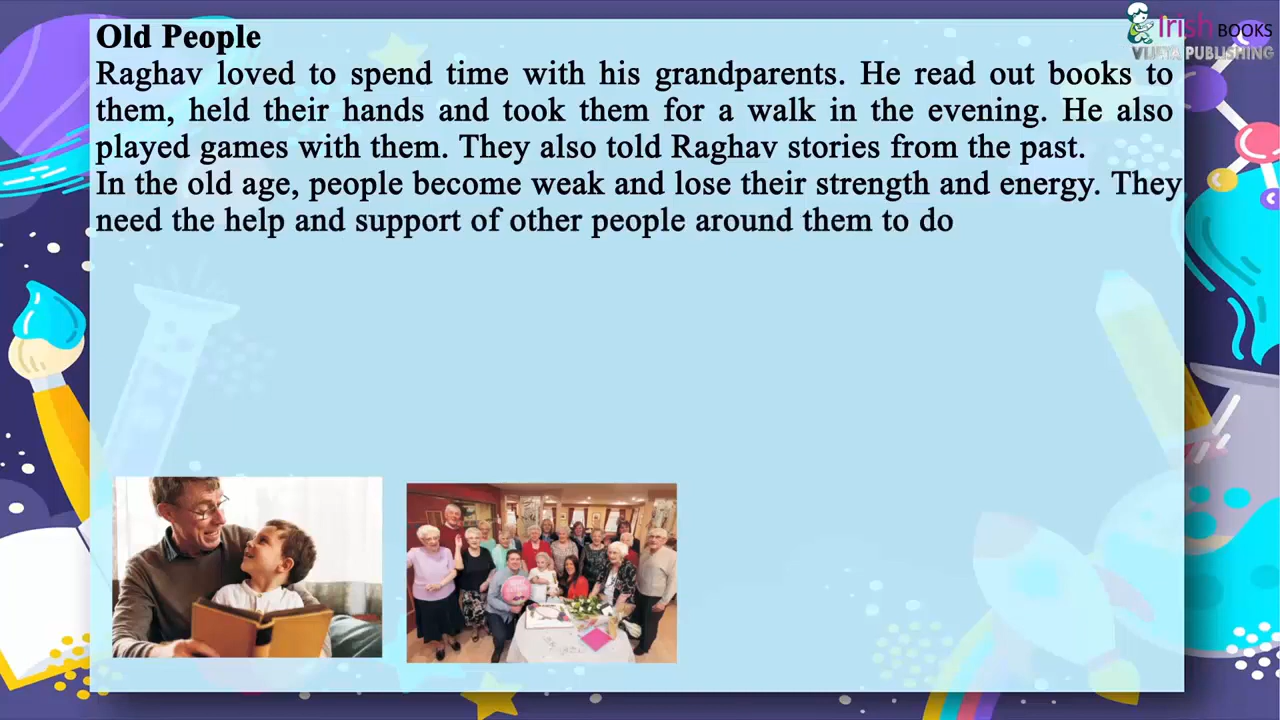 Old People
Raghav loved to spend time with his grandparents. He read out books to
them, held their hands and took them for a walk in the evening. He also
played games with them. They also told Raghav stories from the past.
In the old age, people become weak and lose their strength and energy. They
need the help and support of other people around them to do
Irish BOOKS
VIJETA PUBLISHING